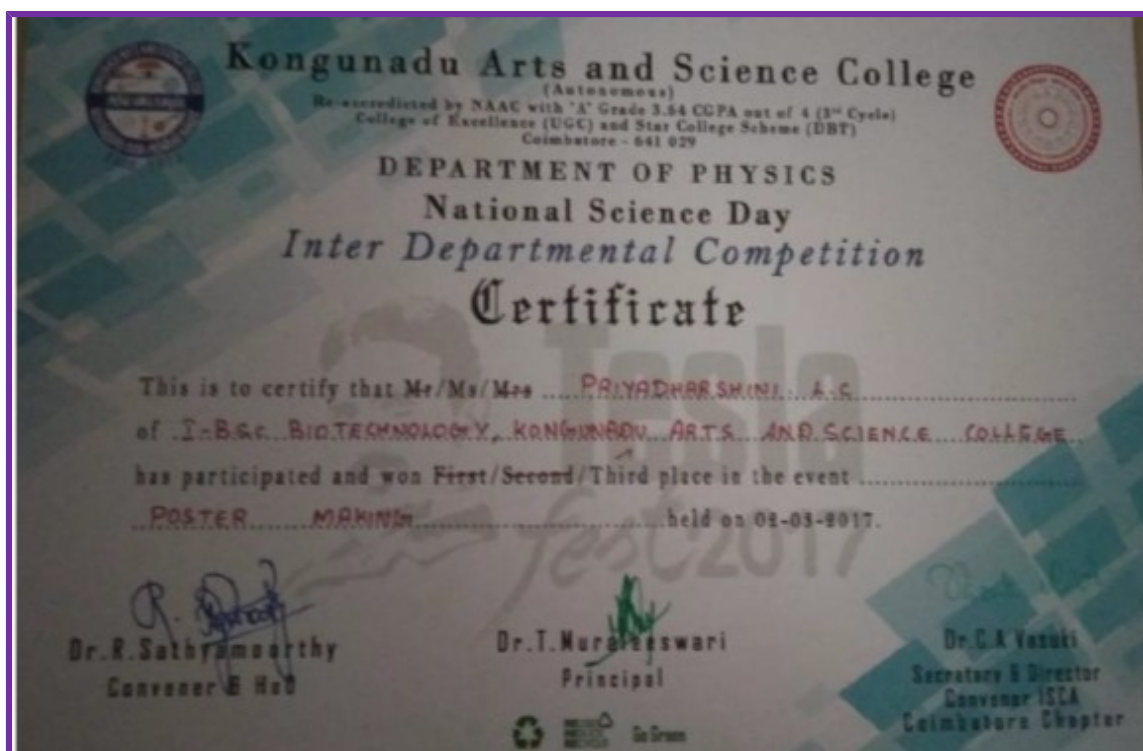 Kongunadu Arts and Science College
(Autonomous)
Re-accredited by NAAC with 'A' Grade 3.64 CGPA out of 4 (3rd Cycle)
College of Excellence (UGC) and Star College Scheme (DBT)
Coimbatore - 641 029
DEPARTMENT OF PHYSICS
National Science Day
Inter Departmental Competition
Certificate
Tesla
fest 2017
This is to certify that Mr/Ms/Mrs PRIYADHARSHINI. A.C
of I-BSc BIOTECHNOLOGY, KONGUNADU ARTS AND SCIENCE COLLEGE
has participated and won First/Second/Third place in the event
POSTER MAKING held on 02-03-2017.
Dr.R.Sathyamoorthy
Convener & HoD
Dr.T.Muraleeswari
Principal
Dr.C.A Vasuki
Secretary & Director
Convenor ISCA
Coimbatore Chapter
Go Green